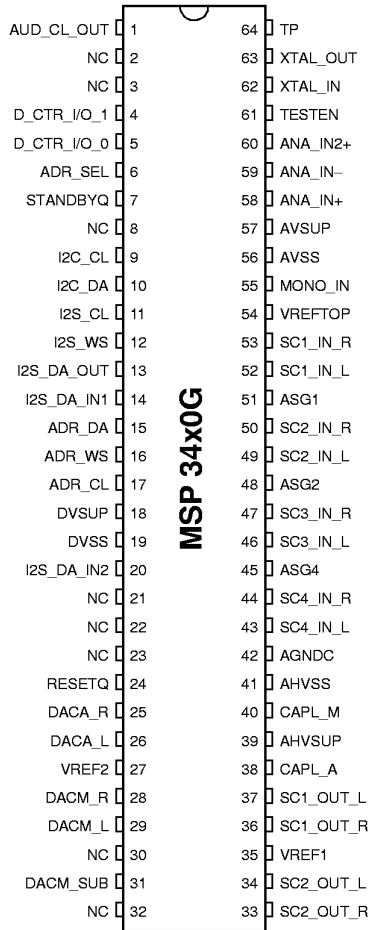 AUD_CL_OUT 1 64 TP
NC 2 63 XTAL_OUT
NC 3 62 XTAL_IN
D_CTR_I/O_1 4 61 TESTEN
D_CTR_I/O_0 5 60 ANA_IN2+
ADR_SEL 6 59 ANA_IN−
STANDBYQ 7 58 ANA_IN+
NC 8 57 AVSUP
I2C_CL 9 56 AVSS
I2C_DA 10 55 MONO_IN
I2S_CL 11 54 VREFTOP
I2S_WS 12 53 SC1_IN_R
I2S_DA_OUT 13 52 SC1_IN_L
I2S_DA_IN1 14 51 ASG1
ADR_DA 15 50 SC2_IN_R
ADR_WS 16 49 SC2_IN_L
ADR_CL 17 48 ASG2
DVSUP 18 47 SC3_IN_R
DVSS 19 46 SC3_IN_L
I2S_DA_IN2 20 45 ASG4
NC 21 44 SC4_IN_R
NC 22 43 SC4_IN_L
NC 23 42 AGNDC
RESETQ 24 41 AHVSS
DACA_R 25 40 CAPL_M
DACA_L 26 39 AHVSUP
VREF2 27 38 CAPL_A
DACM_R 28 37 SC1_OUT_L
DACM_L 29 36 SC1_OUT_R
NC 30 35 VREF1
DACM_SUB 31 34 SC2_OUT_L
NC 32 33 SC2_OUT_R
MSP 34x0G